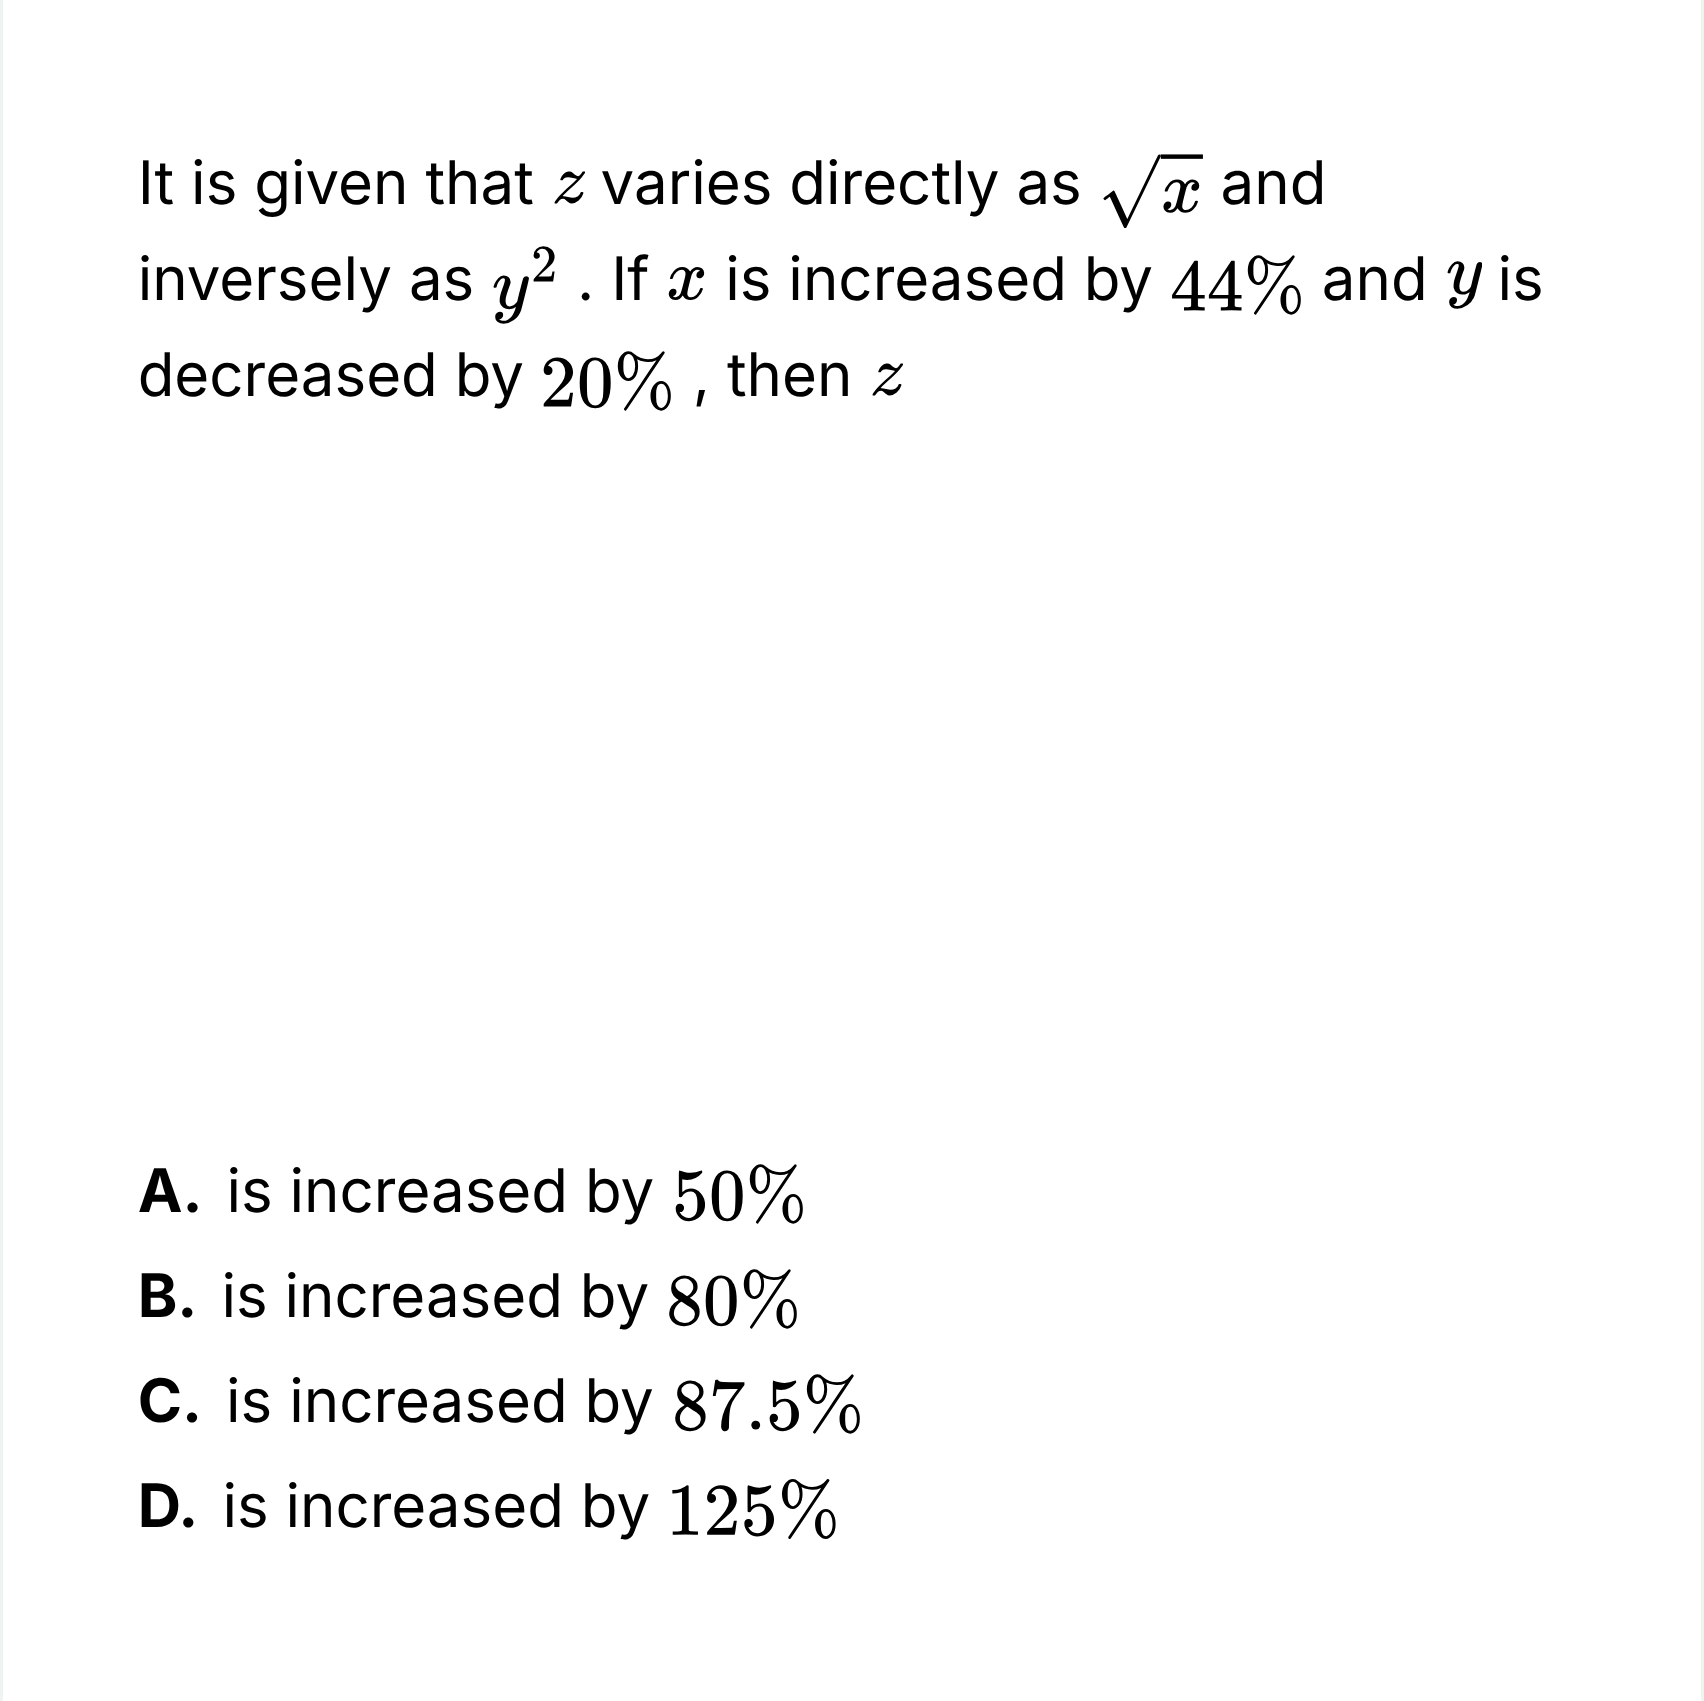 It is given that z varies directly as √x and
inversely as y² . If x is increased by 44% and y is
decreased by 20% , then z
A. is increased by 50%
B. is increased by 80%
C. is increased by 87.5%
D. is increased by 125%